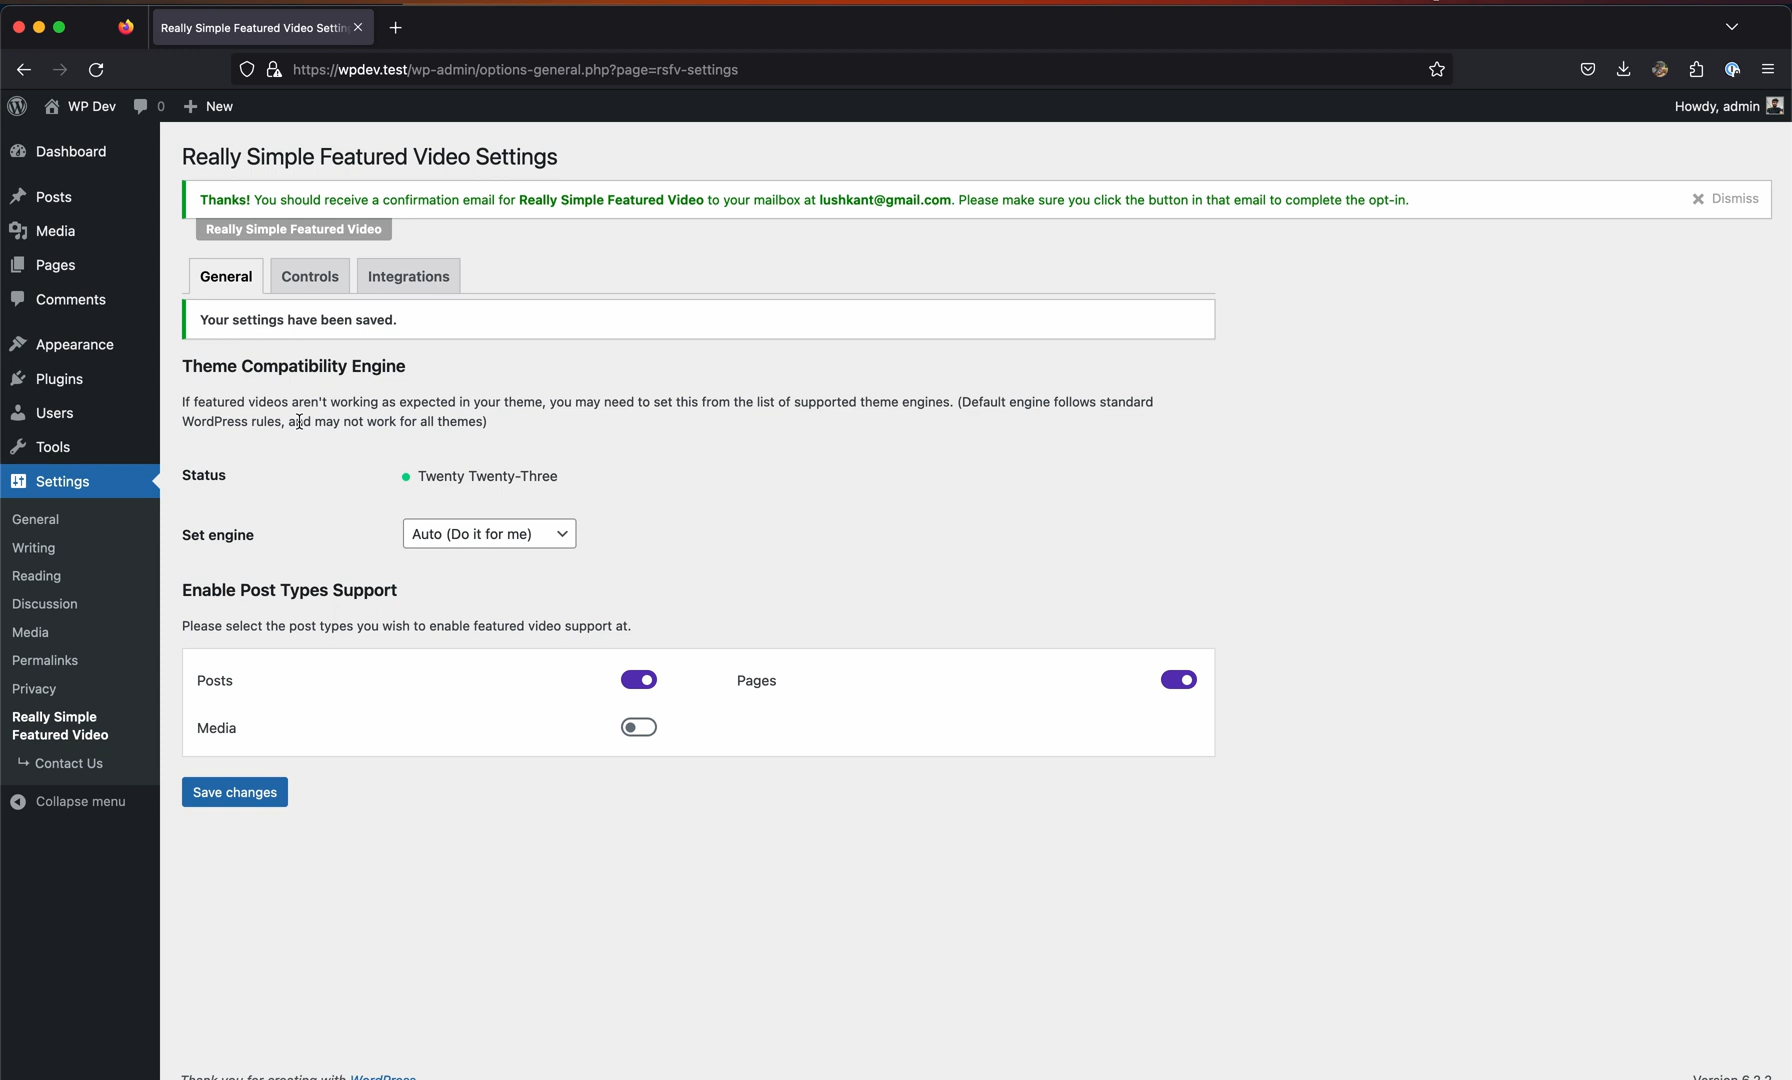 Really Simple Featured Video Settin
https://wpdev.test/wp-admin/options-general.php?page=rsfv-settings
WP Dev 0 New Howdy, admin
Dashboard
Posts
Media
Pages
Comments
Appearance
Plugins
Users
Tools
Settings
General
Writing
Reading
Discussion
Media
Permalinks
Privacy
Really Simple
Featured Video
↳ Contact Us
Collapse menu
Really Simple Featured Video Settings
Thanks! You should receive a confirmation email for Really Simple Featured Video to your mailbox at lushkant@gmail.com. Please make sure you click the button in that email to complete the opt-in. Dismiss
Really Simple Featured Video
General Controls Integrations
Your settings have been saved.
Theme Compatibility Engine
If featured videos aren't working as expected in your theme, you may need to set this from the list of supported theme engines. (Default engine follows standard
WordPress rules, and may not work for all themes)
Status Twenty Twenty-Three
Set engine Auto (Do it for me)
Enable Post Types Support
Please select the post types you wish to enable featured video support at.
Posts Pages
Media
Save changes
Thank you for creating with WordPress